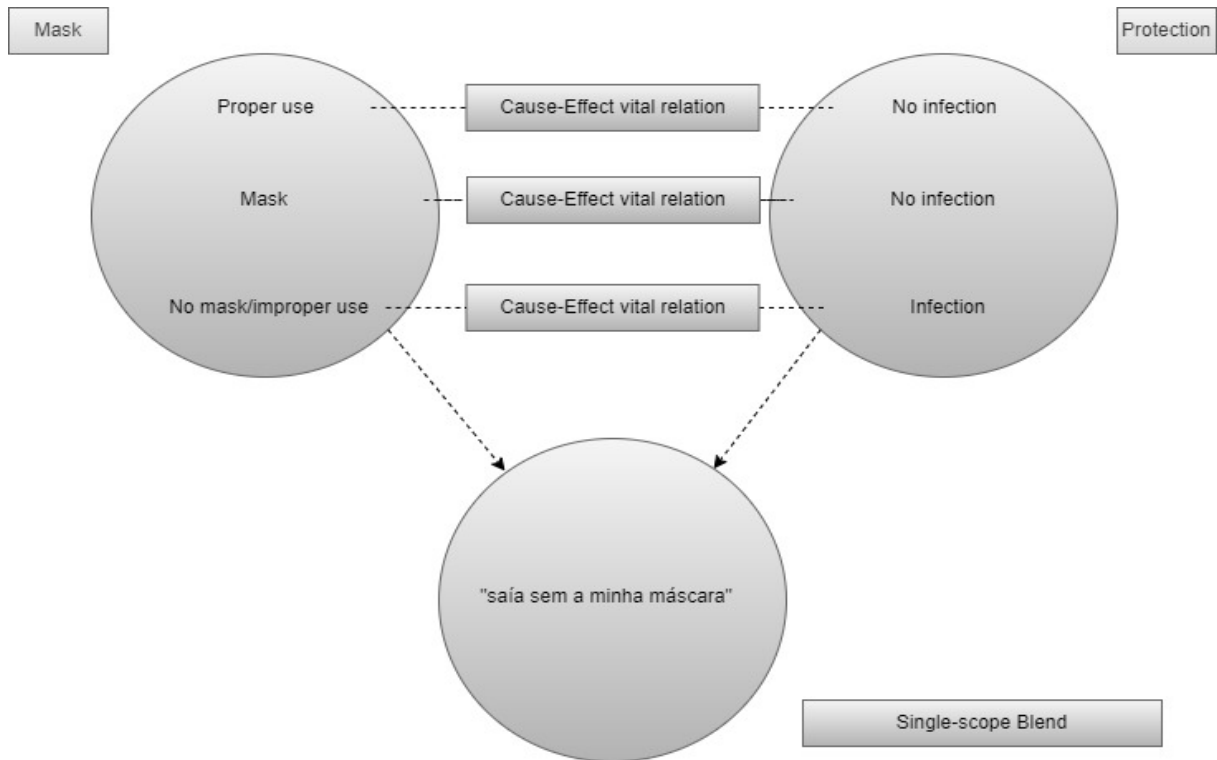 Mask
Protection
Proper use
Cause-Effect vital relation
No infection
Mask
Cause-Effect vital relation
No infection
No mask/improper use
Cause-Effect vital relation
Infection
"saía sem a minha máscara"
Single-scope Blend